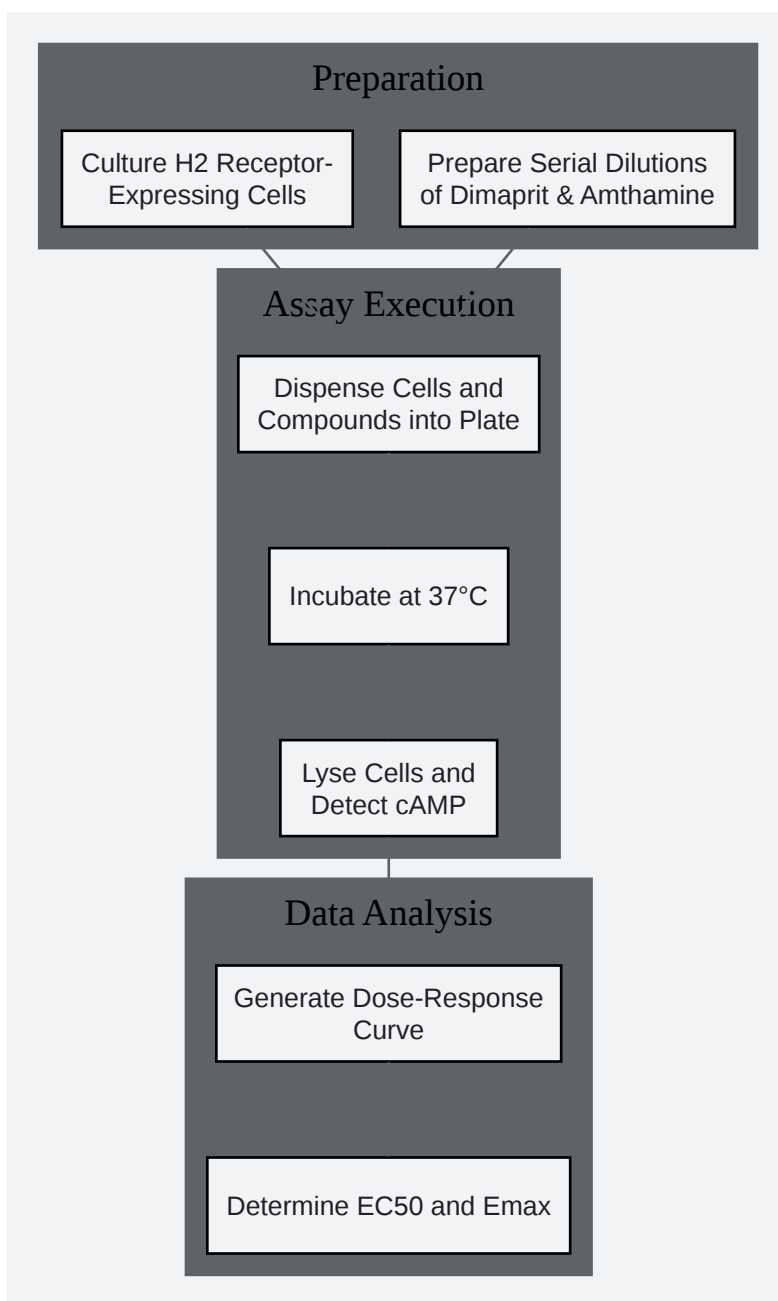 Preparation
Culture H2 Receptor-
Expressing Cells
Prepare Serial Dilutions
of Dimaprit & Amthamine
Assay Execution
Dispense Cells and
Compounds into Plate
Incubate at 37°C
Lyse Cells and
Detect cAMP
Data Analysis
Generate Dose-Response
Curve
Determine EC50 and Emax